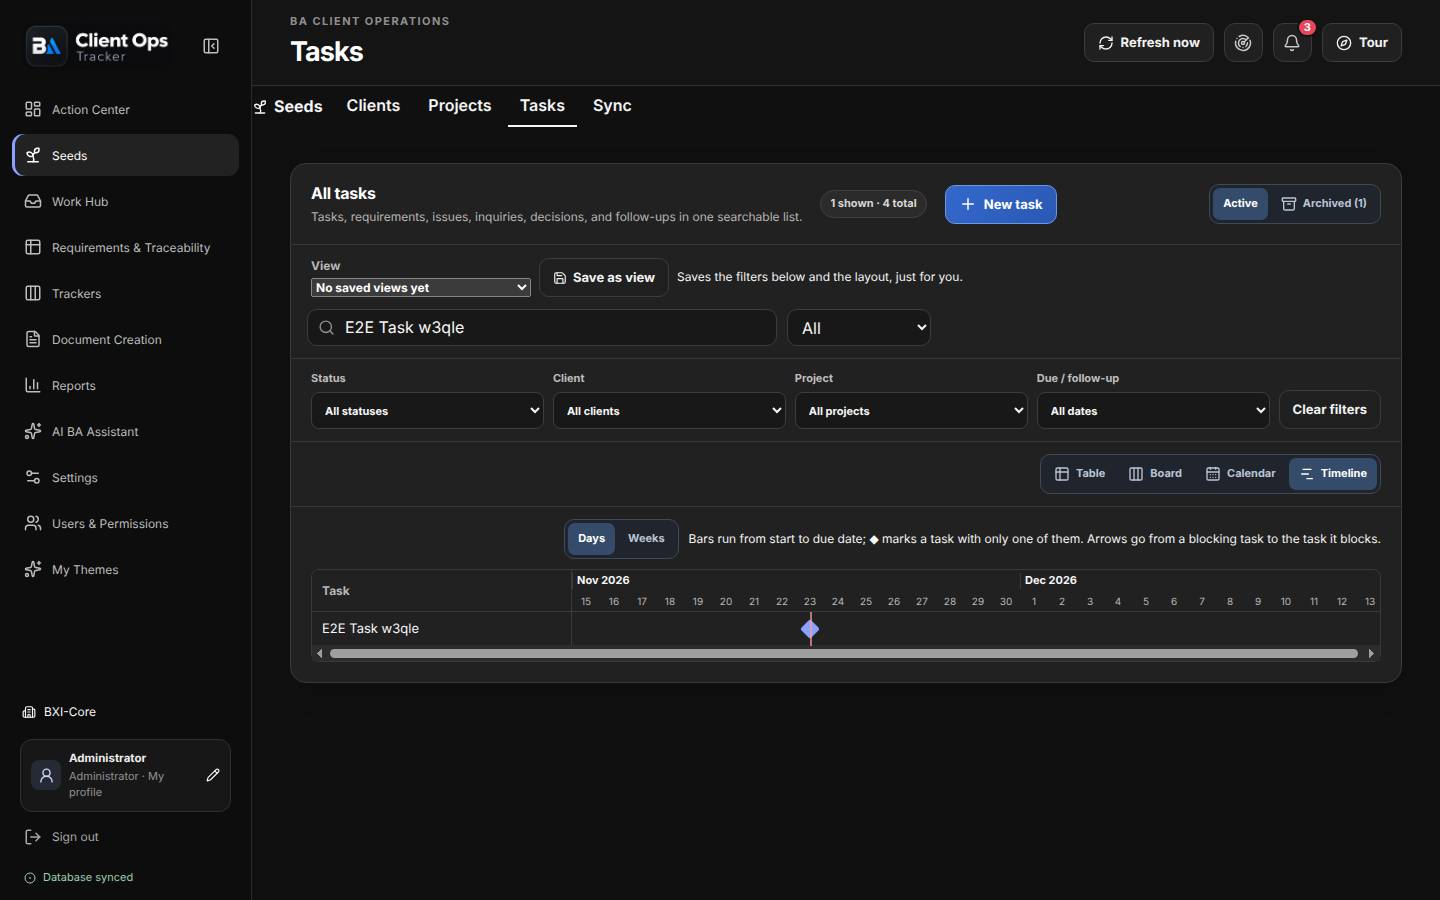 BA Client Ops
Tracker
Action Center
Seeds
Work Hub
Requirements & Traceability
Trackers
Document Creation
Reports
AI BA Assistant
Settings
Users & Permissions
My Themes
BXI-Core
Administrator
Administrator · My
profile
Sign out
Database synced
BA CLIENT OPERATIONS
Tasks
Refresh now
3
Tour
Seeds Clients Projects Tasks Sync
All tasks
Tasks, requirements, issues, inquiries, decisions, and follow-ups in one searchable list.
1 shown · 4 total
New task
Active Archived (1)
View
No saved views yet
Save as view
Saves the filters below and the layout, just for you.
E2E Task w3qle
All
Status Client Project Due / follow-up
All statuses All clients All projects All dates Clear filters
Table Board Calendar Timeline
Days Weeks Bars run from start to due date; ◆ marks a task with only one of them. Arrows go from a blocking task to the task it blocks.
Task
Nov 2026 Dec 2026
15 16 17 18 19 20 21 22 23 24 25 26 27 28 29 30 1 2 3 4 5 6 7 8 9 10 11 12 13
E2E Task w3qle